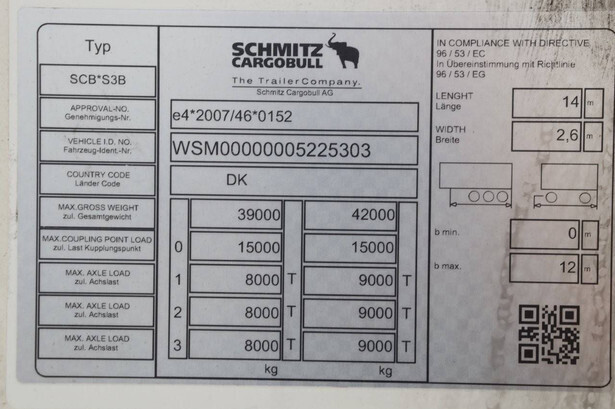 Typ
SCB*S3B
SCHMITZ
CARGOBULL
The Trailer Company.
Schmitz Cargobull AG
APPROVAL-NO.
Genehmigungs-Nr.
e4*2007/46*0152
VEHICLE I.D. NO.
Fahrzeug-Ident.-Nr.
WSM00000005225303
COUNTRY CODE
Länder Code
DK
MAX.GROSS WEIGHT
zul. Gesamtgewicht
39000 42000
MAX.COUPLING POINT LOAD
zul. Last Kupplungspunkt
0 15000 15000
MAX. AXLE LOAD
zul. Achslast
1 8000 T 9000 T
MAX. AXLE LOAD
zul. Achslast
2 8000 T 9000 T
MAX. AXLE LOAD
zul. Achslast
3 8000 T 9000 T
kg kg
IN COMPLIANCE WITH DIRECTIVE
96 / 53 / EC
In Übereinstimmung mit Richtlinie
96 / 53 / EG
LENGHT
Länge
14 m
WIDTH
Breite
2,6 m
b min. 0 m
b max. 12 m